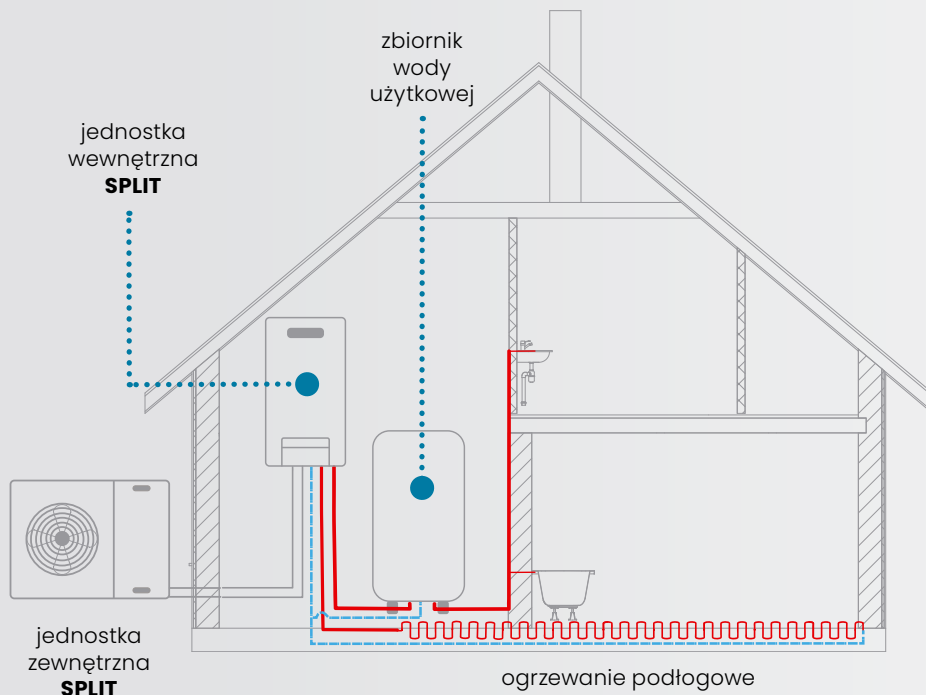 zbiornik
wody
użytkowej
jednostka
wewnętrzna
SPLIT
jednostka
zewnętrzna
SPLIT
ogrzewanie podłogowe